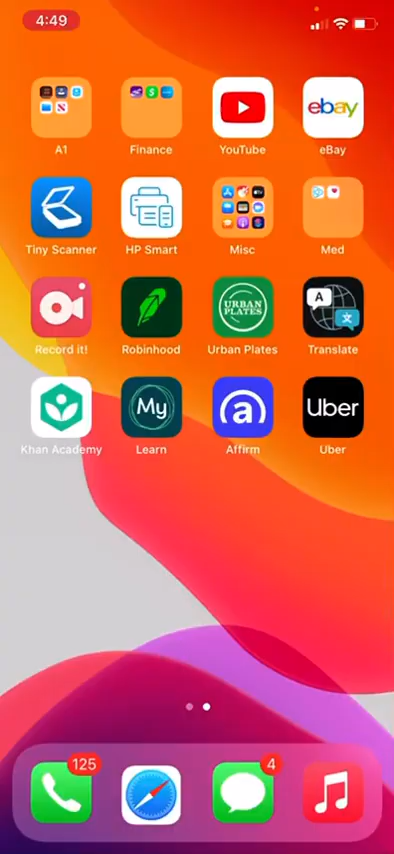 4:49
A1
Finance
YouTube
ebay
eBay
Tiny Scanner
HP Smart
Misc
Med
Record it!
Robinhood
URBAN
PLATES
Urban Plates
A
文
Translate
Khan Academy
My
Learn
a
Affirm
Uber
Uber
125
4